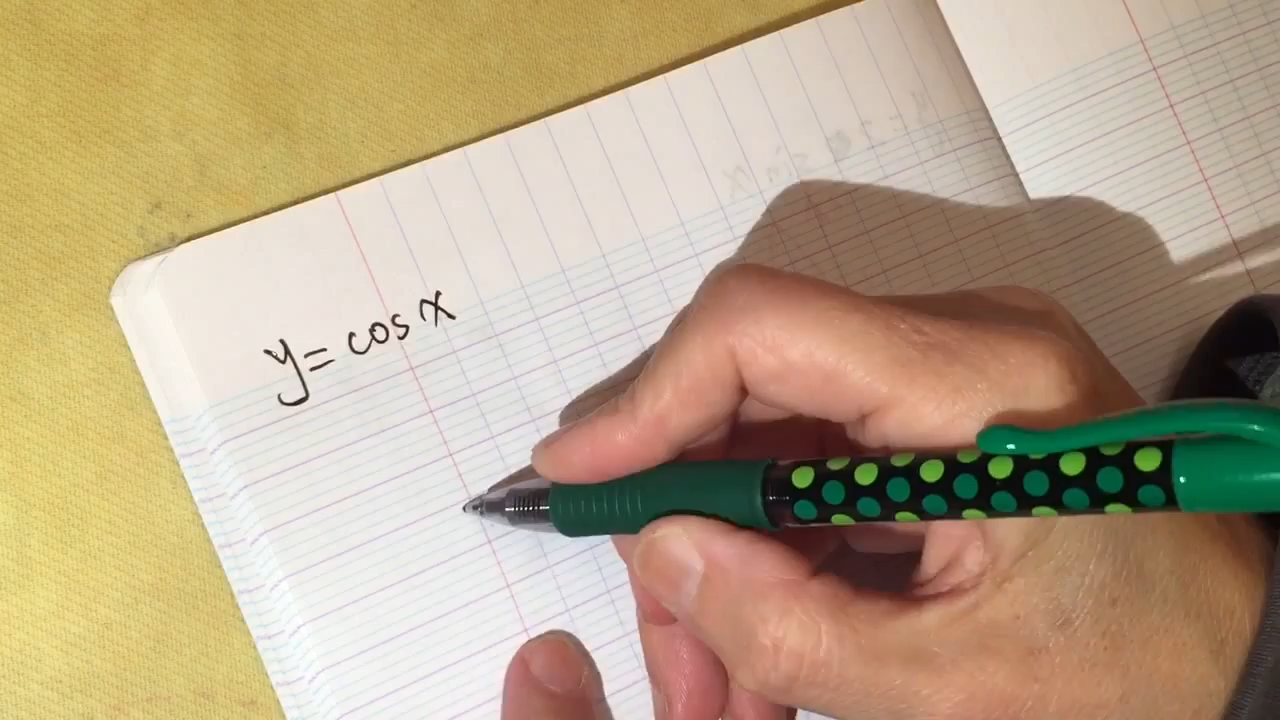 y = cos x